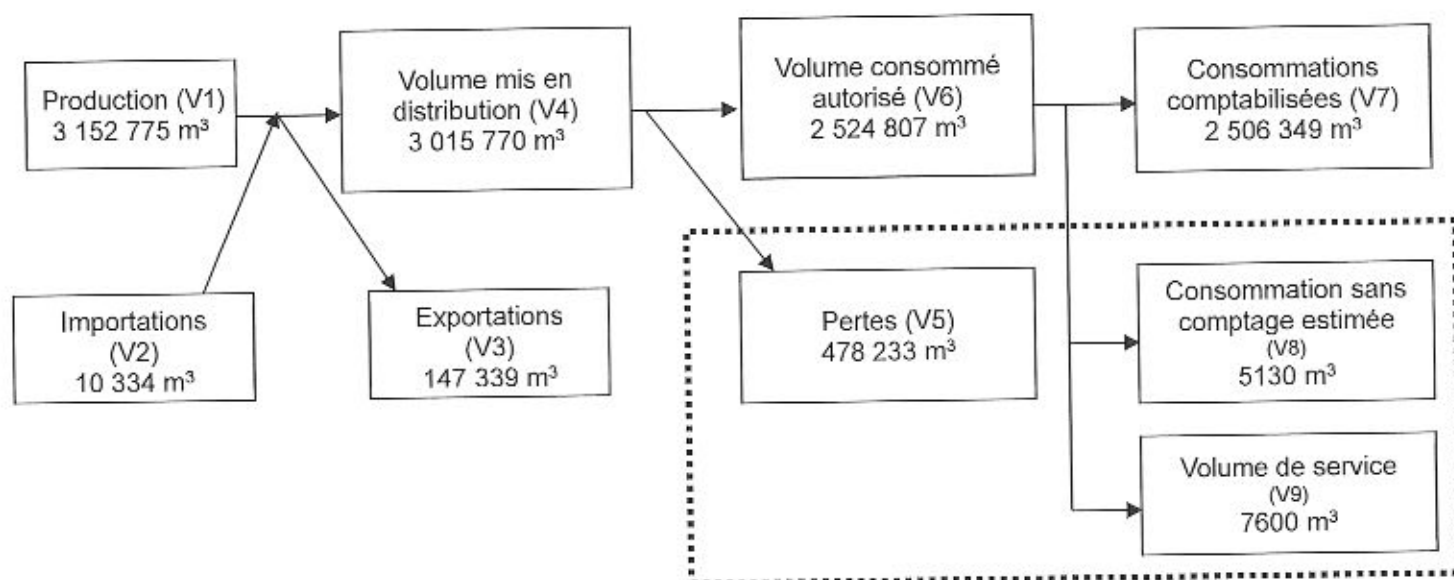 Production (V1)
3 152 775 m³
Volume mis en
distribution (V4)
3 015 770 m³
Volume consommé
autorisé (V6)
2 524 807 m³
Consommations
comptabilisées (V7)
2 506 349 m³
Importations
(V2)
10 334 m³
Exportations
(V3)
147 339 m³
Pertes (V5)
478 233 m³
Consommation sans
comptage estimée
(V8)
5130 m³
Volume de service
(V9)
7600 m³